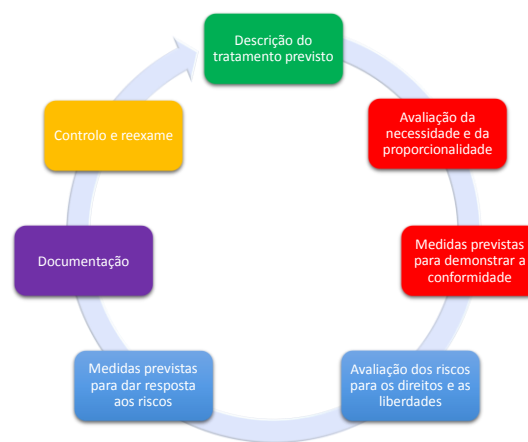 Descrição do
tratamento previsto
Avaliação da
necessidade e da
proporcionalidade
Medidas previstas
para demonstrar a
conformidade
Avaliação dos riscos
para os direitos e as
liberdades
Medidas previstas
para dar resposta
aos riscos
Documentação
Controlo e reexame